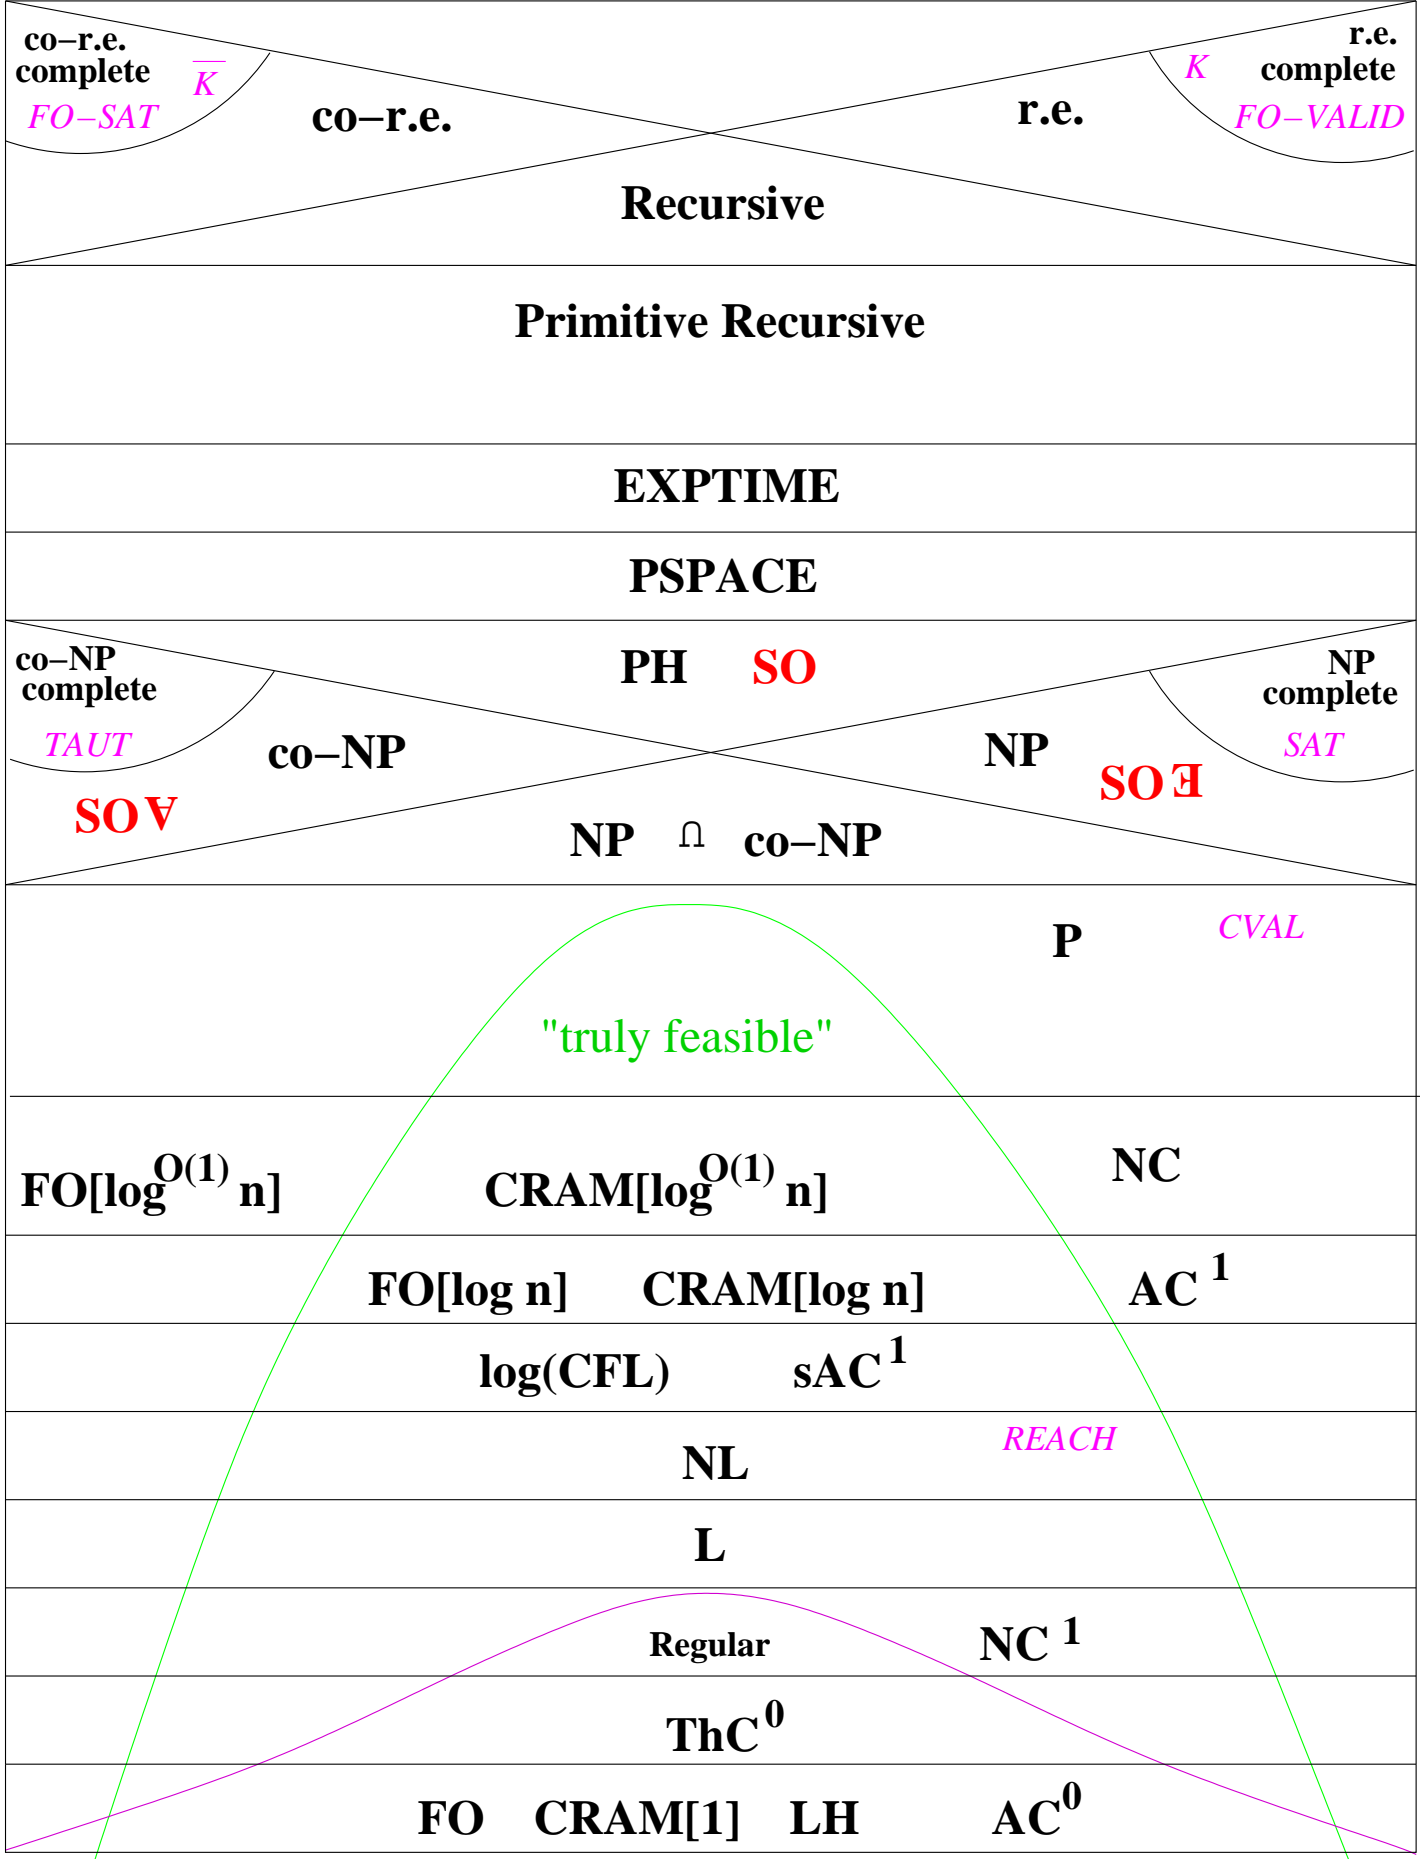 co–r.e.
complete
K̅
FO–SAT
co–r.e.
r.e.
r.e.
complete
K
FO–VALID
Recursive
Primitive Recursive
EXPTIME
PSPACE
co–NP
complete
TAUT
PH SO
NP
complete
SAT
co–NP
NP
SO∀
SO∃
NP ∩ co–NP
P CVAL
"truly feasible"
FO[log^O(1) n] CRAM[log^O(1) n] NC
FO[log n] CRAM[log n] AC^1
log(CFL) sAC^1
REACH
NL
L
Regular NC^1
ThC^0
FO CRAM[1] LH AC^0